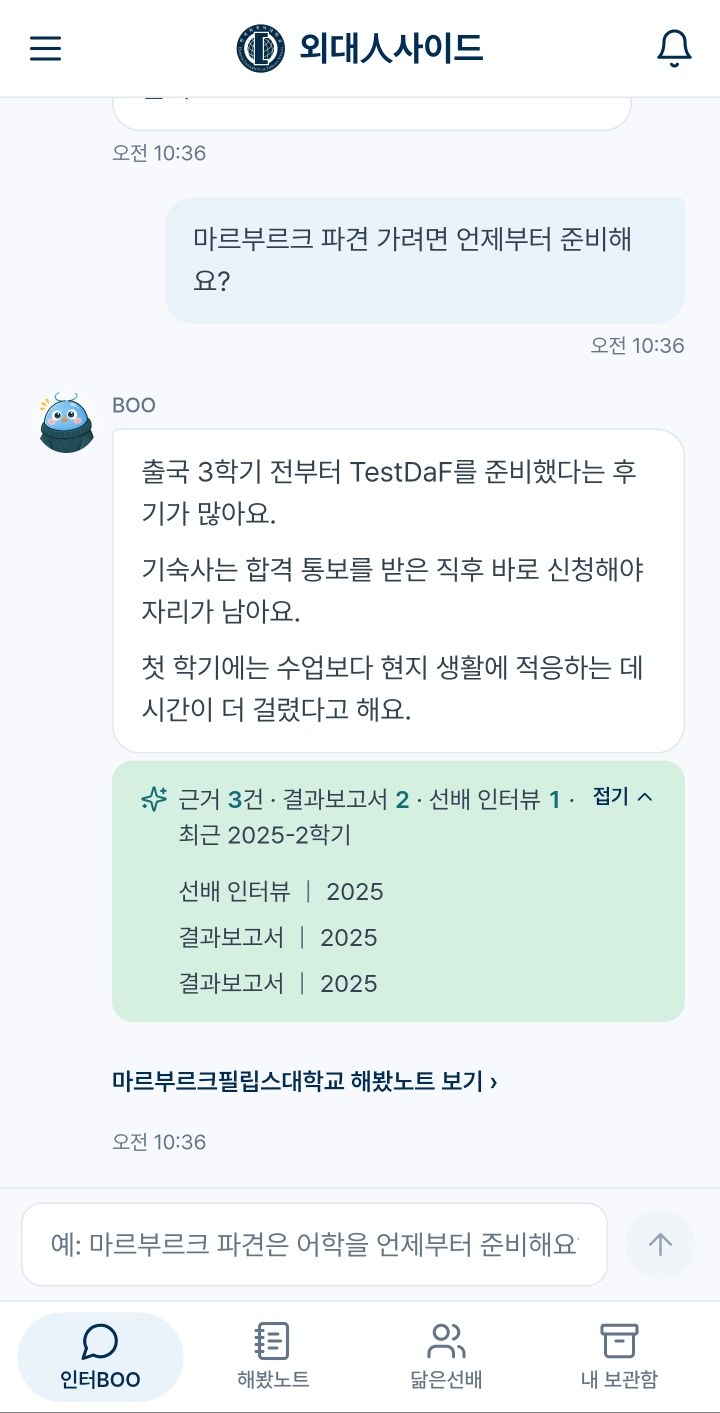 외대人사이드
오전 10:36
마르부르크 파견 가려면 언제부터 준비해
요?
오전 10:36
BOO
출국 3학기 전부터 TestDaF를 준비했다는 후
기가 많아요.
기숙사는 합격 통보를 받은 직후 바로 신청해야
자리가 남아요.
첫 학기에는 수업보다 현지 생활에 적응하는 데
시간이 더 걸렸다고 해요.
근거 3건 · 결과보고서 2 · 선배 인터뷰 1 · 접기
최근 2025-2학기
선배 인터뷰 | 2025
결과보고서 | 2025
결과보고서 | 2025
마르부르크필립스대학교 해봤노트 보기 ›
오전 10:36
예: 마르부르크 파견은 어학을 언제부터 준비해요
인터BOO
해봤노트
닮은선배
내 보관함